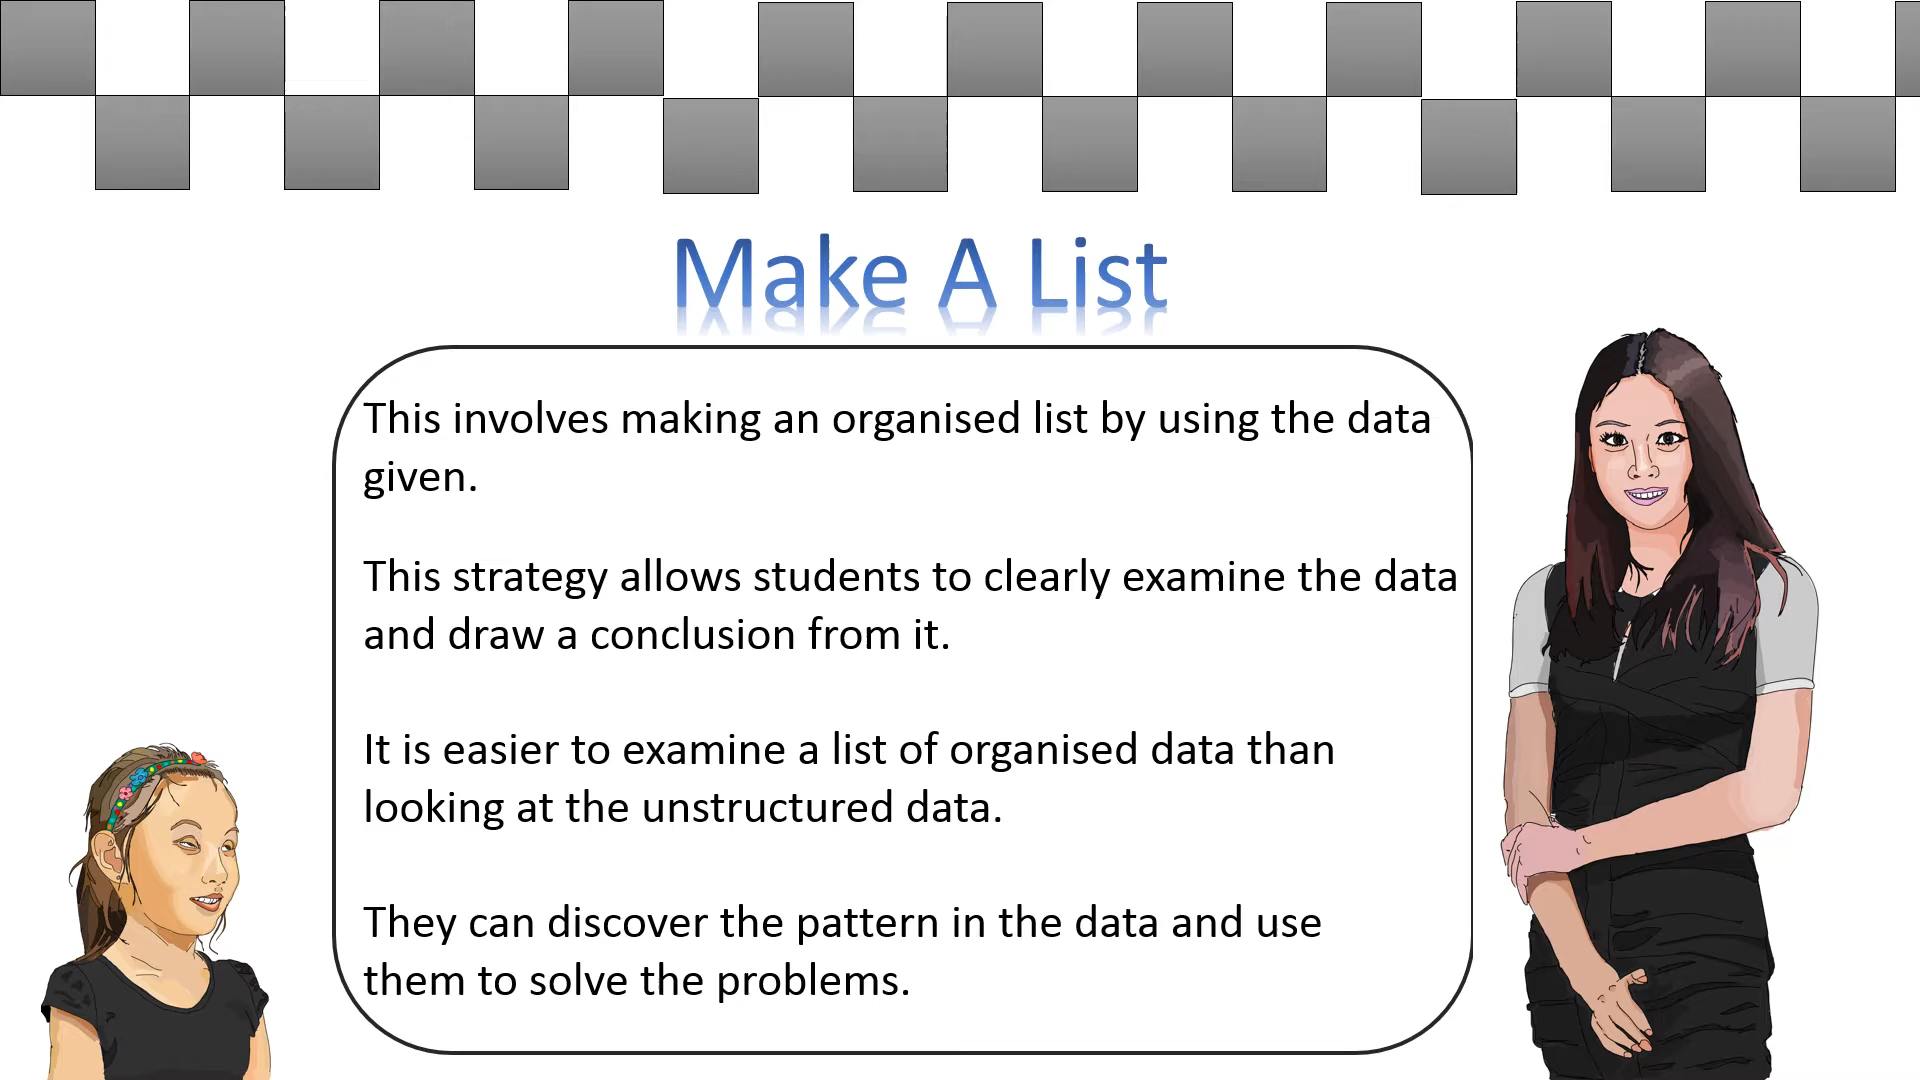 Make A List
This involves making an organised list by using the data
given.
This strategy allows students to clearly examine the data
and draw a conclusion from it.
It is easier to examine a list of organised data than
looking at the unstructured data.
They can discover the pattern in the data and use
them to solve the problems.